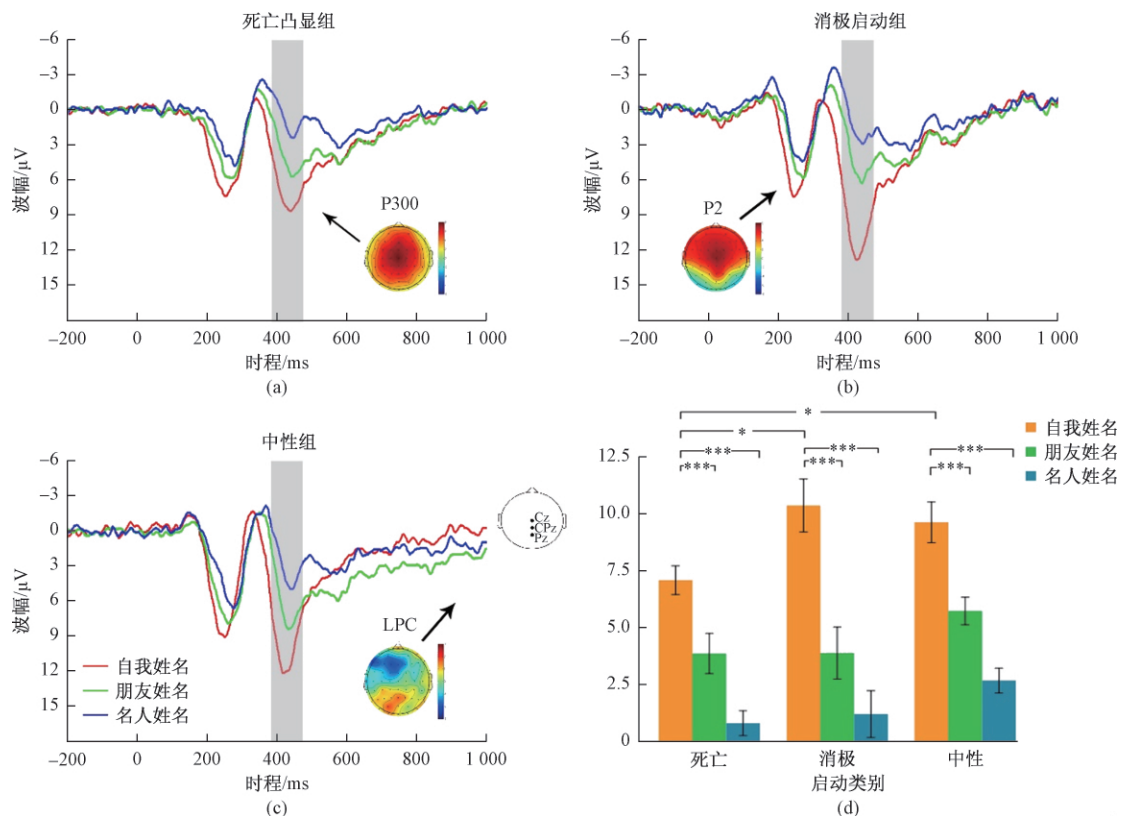 死亡凸显组
-6
-3
0
3
6
9
12
15
波幅/μV
P300
-200 0 200 400 600 800 1 000
时程/ms
(a)
消极启动组
-6
-3
0
3
6
9
12
15
波幅/μV
P2
-200 0 200 400 600 800 1 000
时程/ms
(b)
中性组
-6
-3
0
3
6
9
12
15
波幅/μV
Cz
CPz
Pz
LPC
自我姓名
朋友姓名
名人姓名
-200 0 200 400 600 800 1 000
时程/ms
(c)
自我姓名
朋友姓名
名人姓名
*
*
*** *** ***
*** *** ***
12.5
10.0
7.5
5.0
2.5
0
死亡 消极 中性
启动类别
(d)